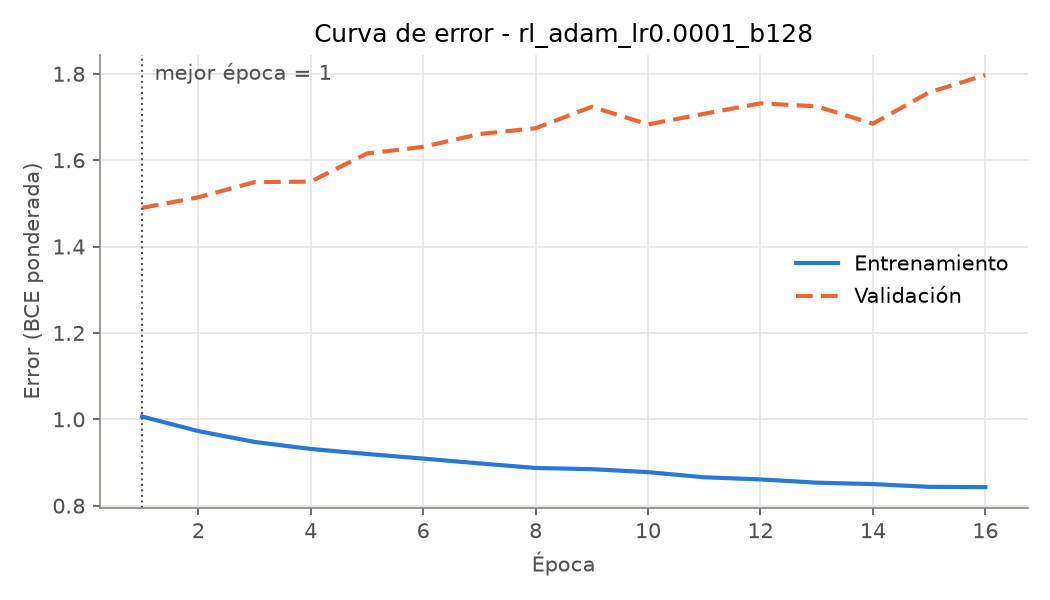 Curva de error - rl_adam_lr0.0001_b128
mejor época = 1
1.8
1.6
1.4
1.2
1.0
0.8
Error (BCE ponderada)
Entrenamiento
Validación
2 4 6 8 10 12 14 16
Época